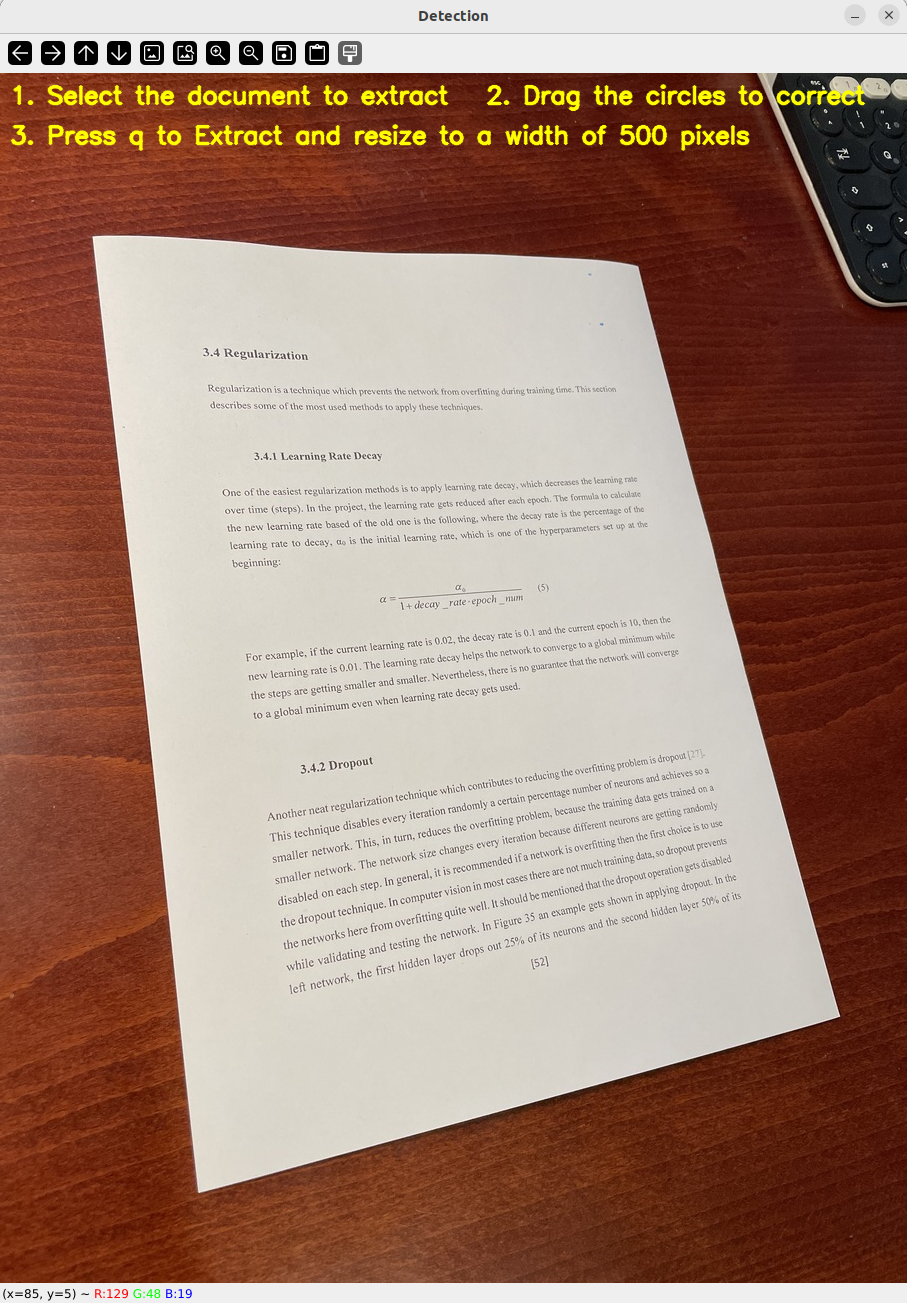 Detection
1. Select the document to extract 2. Drag the circles to correct
3. Press q to Extract and resize to a width of 500 pixels
esc
3.4 Regularization
Regularization is a technique which prevents the network from overfitting during training time. This section
describes some of the most used methods to apply these techniques.
3.4.1 Learning Rate Decay
One of the easiest regularization methods is to apply learning rate decay, which decreases the learning rate
over time (steps). In the project, the learning rate gets reduced after each epoch. The formula to calculate
the new learning rate based of the old one is the following, where the decay rate is the percentage of the
learning rate to decay, α₀ is the initial learning rate, which is one of the hyperparameters set up at the
beginning:
α = α₀ / (1 + decay _rate · epoch _num) (5)
For example, if the current learning rate is 0.02, the decay rate is 0.1 and the current epoch is 10, then the
new learning rate is 0.01. The learning rate decay helps the network to converge to a global minimum while
the steps are getting smaller and smaller. Nevertheless, there is no guarantee that the network will converge
to a global minimum even when learning rate decay gets used.
3.4.2 Dropout
Another neat regularization technique which contributes to reducing the overfitting problem is dropout [27].
This technique disables every iteration randomly a certain percentage number of neurons and achieves so a
smaller network. This, in turn, reduces the overfitting problem, because the training data gets trained on a
smaller network. The network size changes every iteration because different neurons are getting randomly
disabled on each step. In general, it is recommended if a network is overfitting then the first choice is to use
the dropout technique. In computer vision in most cases there are not much training data, so dropout prevents
the networks here from overfitting quite well. It should be mentioned that the dropout operation gets disabled
while validating and testing the network. In Figure 35 an example gets shown in applying dropout. In the
left network, the first hidden layer drops out 25% of its neurons and the second hidden layer 50% of its
[52]
(x=85, y=5) ~ R:129 G:48 B:19